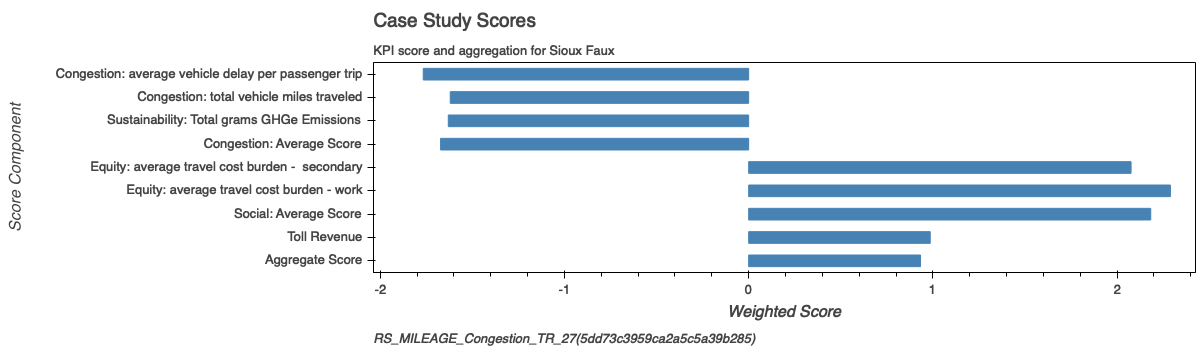 Case Study Scores
KPI score and aggregation for Sioux Faux
Score Component
Congestion: average vehicle delay per passenger trip
Congestion: total vehicle miles traveled
Sustainability: Total grams GHGe Emissions
Congestion: Average Score
Equity: average travel cost burden -  secondary
Equity: average travel cost burden - work
Social: Average Score
Toll Revenue
Aggregate Score
-2 -1 0 1 2
Weighted Score
RS_MILEAGE_Congestion_TR_27(5dd73c3959ca2a5c5a39b285)